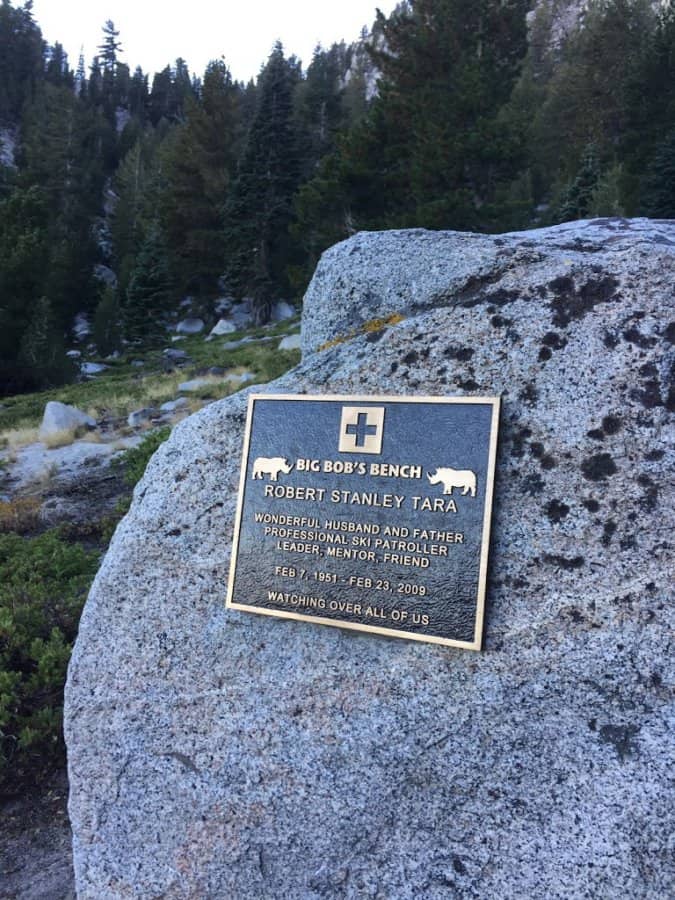 BIG BOB'S BENCH
ROBERT STANLEY TARA
WONDERFUL HUSBAND AND FATHER
PROFESSIONAL SKI PATROLLER
LEADER, MENTOR, FRIEND
FEB 7, 1951 - FEB 23, 2009
WATCHING OVER ALL OF US